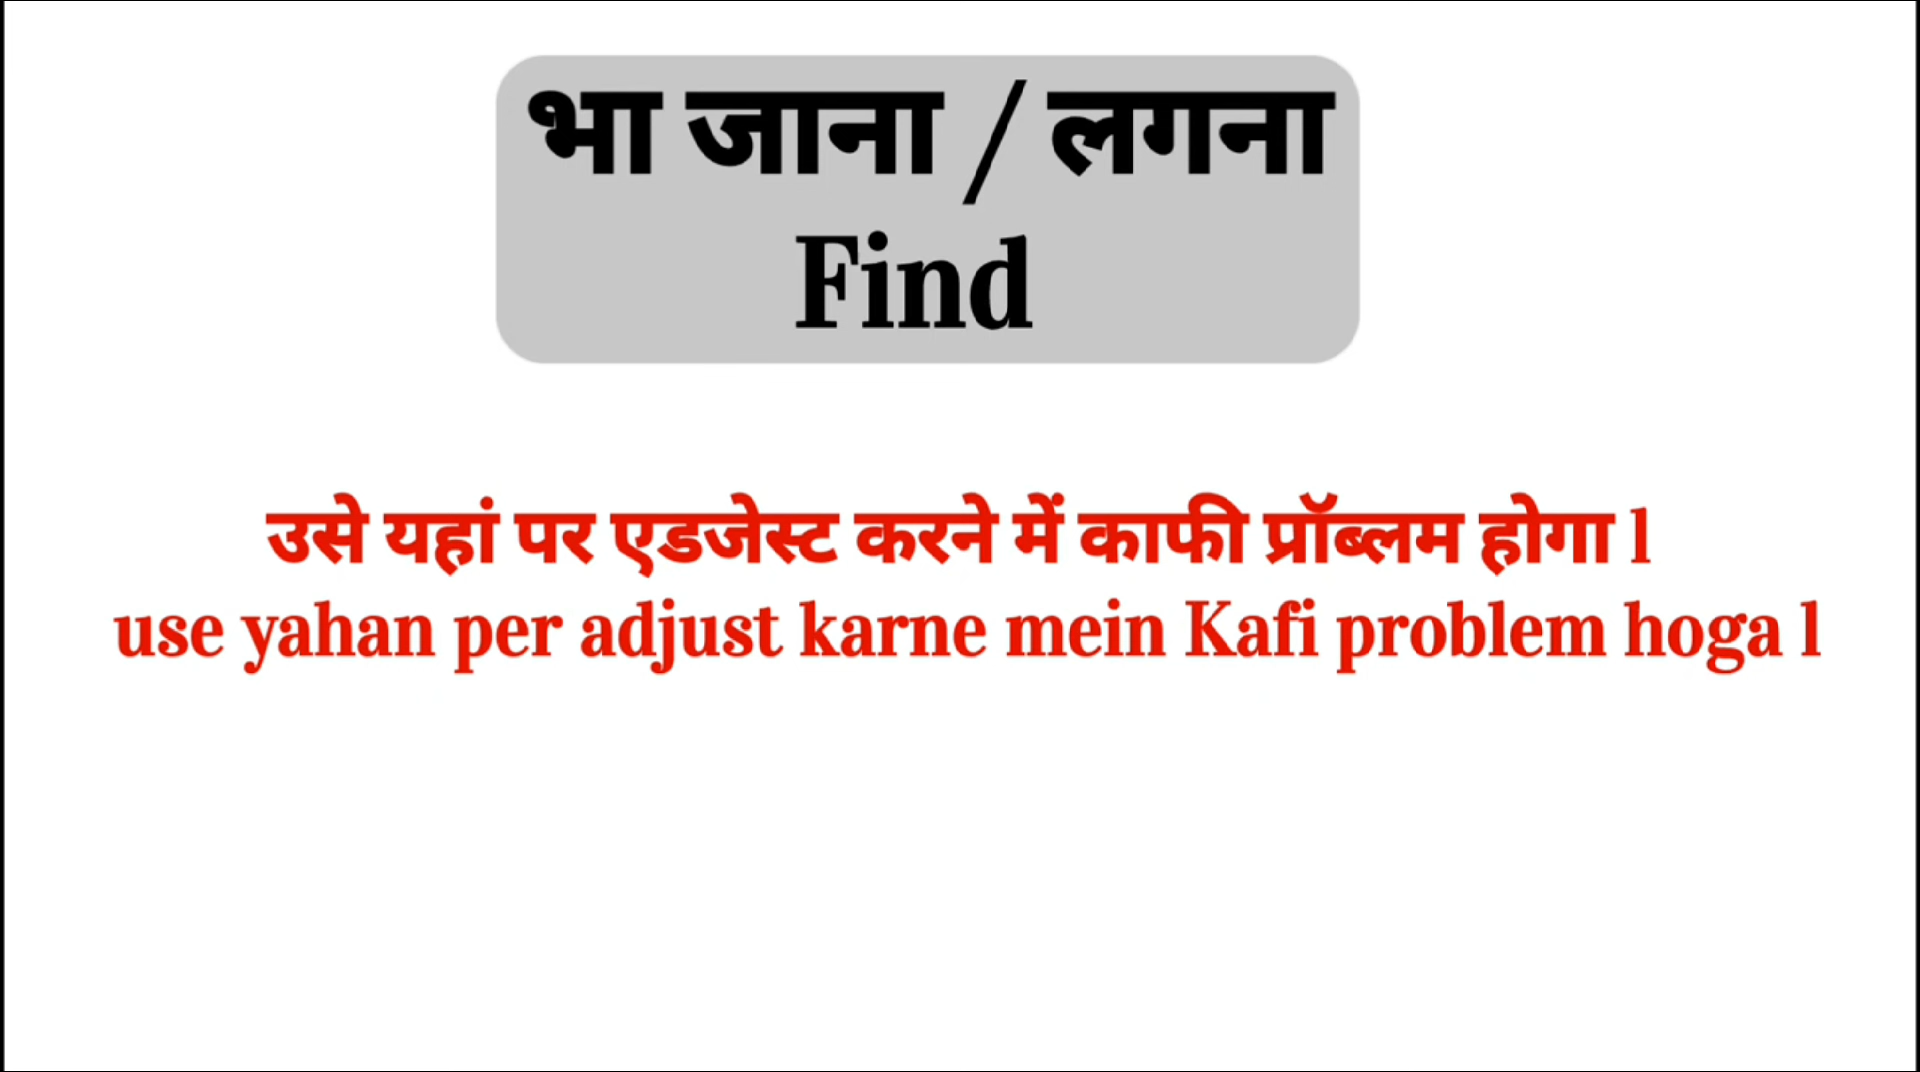 भा जाना / लगना
Find
उसे यहां पर एडजेस्ट करने में काफी प्रॉब्लम होगा l
use yahan per adjust karne mein Kafi problem hoga l